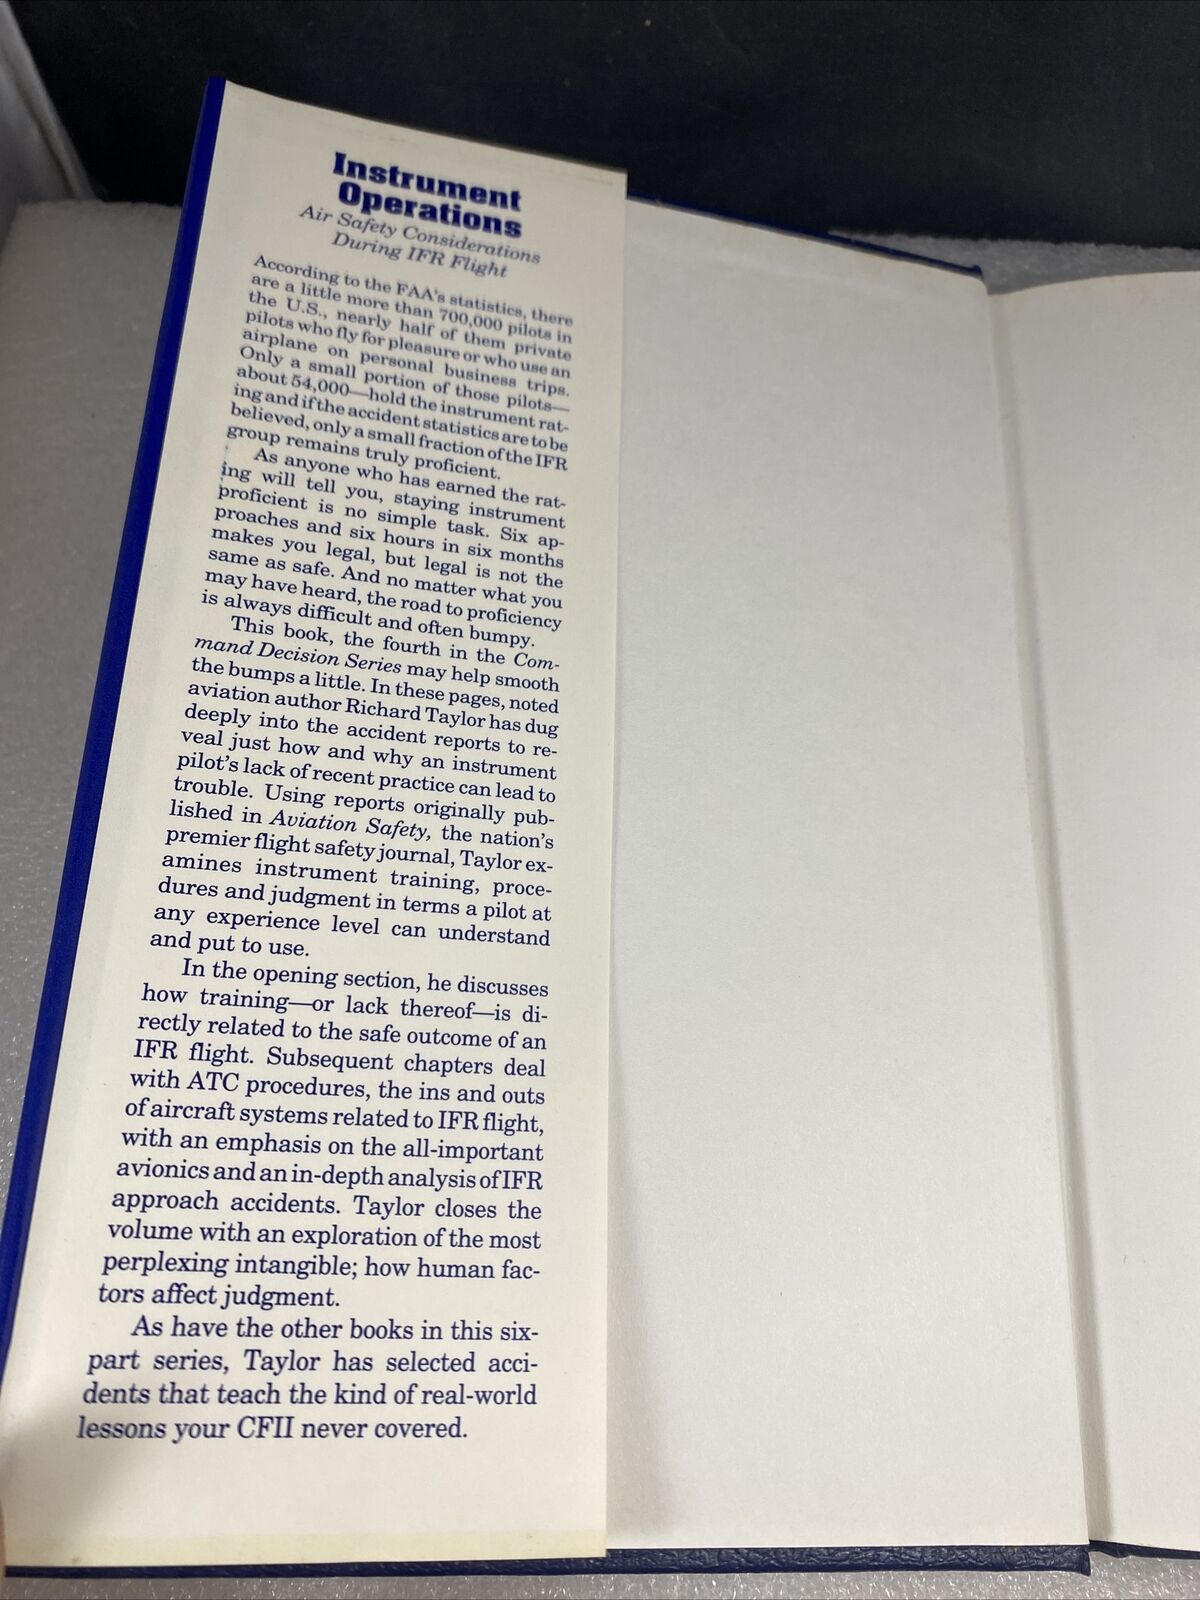 Instrument
Operations
Air Safety Considerations
During IFR Flight
According to the FAA's statistics, there
are a little more than 700,000 pilots in
the U.S., nearly half of them private
pilots who fly for pleasure or who use an
airplane on personal business trips.
Only a small portion of those pilots—
about 54,000—hold the instrument rat-
ing and if the accident statistics are to be
believed, only a small fraction of the IFR
group remains truly proficient.
As anyone who has earned the rat-
ing will tell you, staying instrument
proficient is no simple task. Six ap-
proaches and six hours in six months
makes you legal, but legal is not the
same as safe. And no matter what you
may have heard, the road to proficiency
is always difficult and often bumpy.
This book, the fourth in the Com-
mand Decision Series may help smooth
the bumps a little. In these pages, noted
aviation author Richard Taylor has dug
deeply into the accident reports to re-
veal just how and why an instrument
pilot's lack of recent practice can lead to
trouble. Using reports originally pub-
lished in Aviation Safety, the nation's
premier flight safety journal, Taylor ex-
amines instrument training, proce-
dures and judgment in terms a pilot at
any experience level can understand
and put to use.
In the opening section, he discusses
how training—or lack thereof—is di-
rectly related to the safe outcome of an
IFR flight. Subsequent chapters deal
with ATC procedures, the ins and outs
of aircraft systems related to IFR flight,
with an emphasis on the all-important
avionics and an in-depth analysis of IFR
approach accidents. Taylor closes the
volume with an exploration of the most
perplexing intangible; how human fac-
tors affect judgment.
As have the other books in this six-
part series, Taylor has selected acci-
dents that teach the kind of real-world
lessons your CFII never covered.